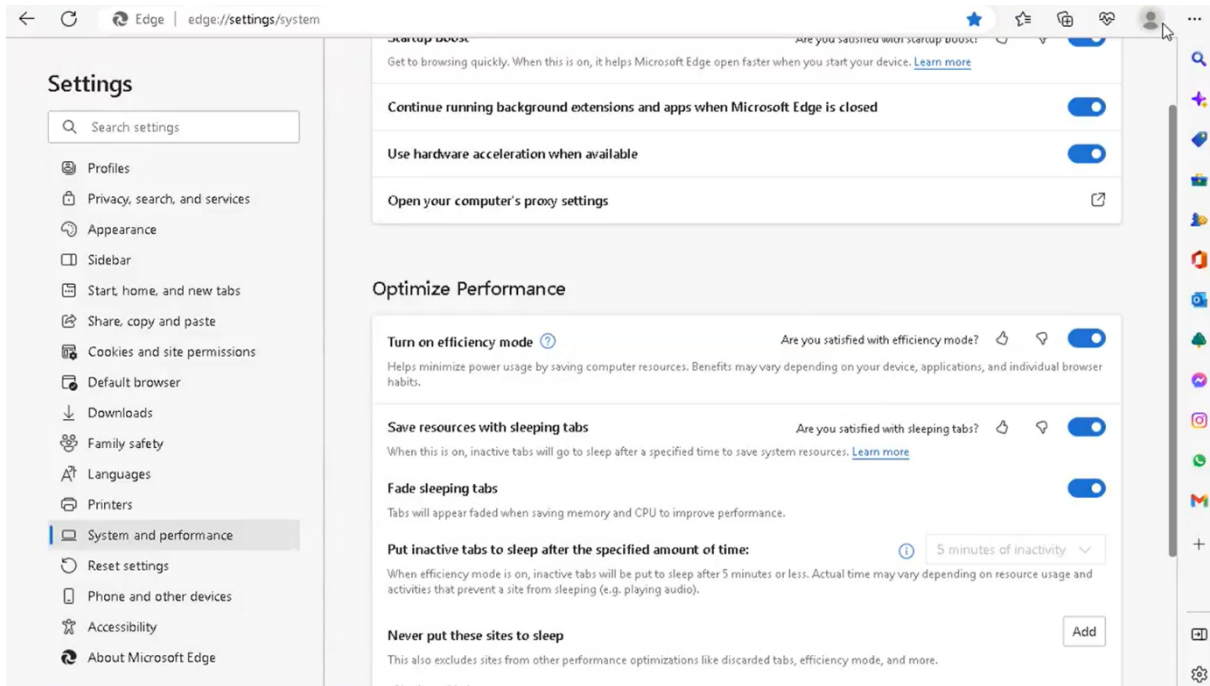 Edge | edge://settings/system
Settings
Search settings
Profiles
Privacy, search, and services
Appearance
Sidebar
Start, home, and new tabs
Share, copy and paste
Cookies and site permissions
Default browser
Downloads
Family safety
Languages
Printers
System and performance
Reset settings
Phone and other devices
Accessibility
About Microsoft Edge
Startup boost Are you satisfied with startup boost?
Get to browsing quickly. When this is on, it helps Microsoft Edge open faster when you start your device. Learn more
Continue running background extensions and apps when Microsoft Edge is closed
Use hardware acceleration when available
Open your computer's proxy settings
Optimize Performance
Turn on efficiency mode Are you satisfied with efficiency mode?
Helps minimize power usage by saving computer resources. Benefits may vary depending on your device, applications, and individual browser
habits.
Save resources with sleeping tabs Are you satisfied with sleeping tabs?
When this is on, inactive tabs will go to sleep after a specified time to save system resources. Learn more
Fade sleeping tabs
Tabs will appear faded when saving memory and CPU to improve performance.
Put inactive tabs to sleep after the specified amount of time: 5 minutes of inactivity
When efficiency mode is on, inactive tabs will be put to sleep after 5 minutes or less. Actual time may vary depending on resource usage and
activities that prevent a site from sleeping (e.g. playing audio).
Never put these sites to sleep Add
This also excludes sites from other performance optimizations like discarded tabs, efficiency mode, and more.